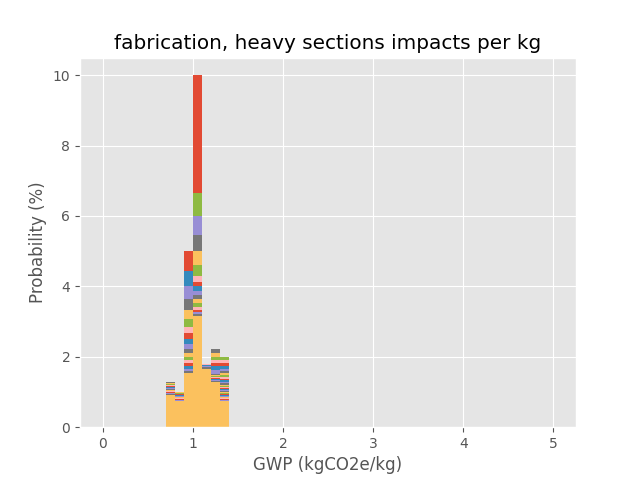 fabrication, heavy sections impacts per kg
10
8
6
4
2
0
Probability (%)
0 1 2 3 4 5
GWP (kgCO2e/kg)